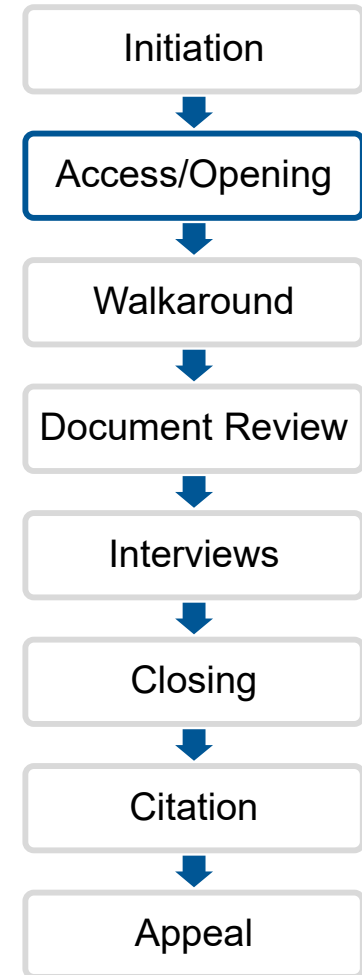 Initiation
Access/Opening
Walkaround
Document Review
Interviews
Closing
Citation
Appeal